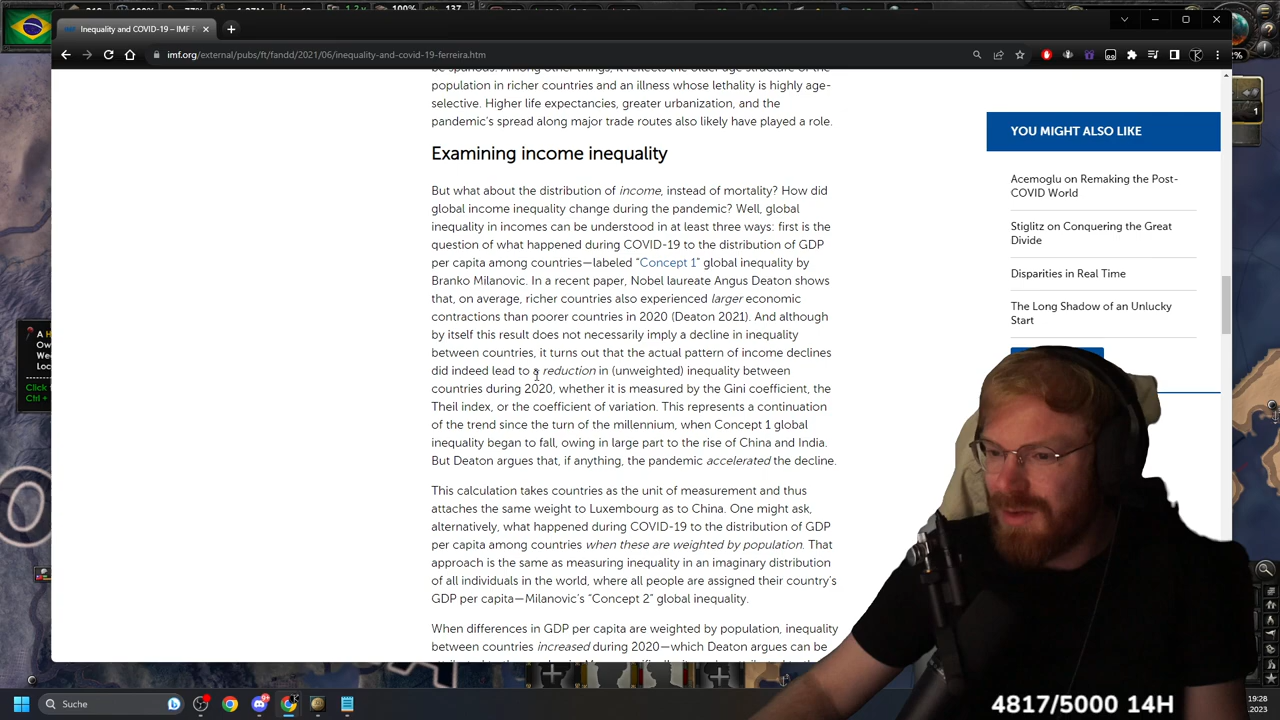 Inequality and COVID-19 – IMF F
imf.org/external/pubs/ft/fandd/2021/06/inequality-and-covid-19-ferreira.htm
population in richer countries and an illness whose lethality is highly age-
selective. Higher life expectancies, greater urbanization, and the
pandemic's spread along major trade routes also likely have played a role.
Examining income inequality
But what about the distribution of income, instead of mortality? How did
global income inequality change during the pandemic? Well, global
inequality in incomes can be understood in at least three ways: first is the
question of what happened during COVID-19 to the distribution of GDP
per capita among countries—labeled “Concept 1” global inequality by
Branko Milanovic. In a recent paper, Nobel laureate Angus Deaton shows
that, on average, richer countries also experienced larger economic
contractions than poorer countries in 2020 (Deaton 2021). And although
by itself this result does not necessarily imply a decline in inequality
between countries, it turns out that the actual pattern of income declines
did indeed lead to a reduction in (unweighted) inequality between
countries during 2020, whether it is measured by the Gini coefficient, the
Theil index, or the coefficient of variation. This represents a continuation
of the trend since the turn of the millennium, when Concept 1 global
inequality began to fall, owing in large part to the rise of China and India.
But Deaton argues that, if anything, the pandemic accelerated the decline.
This calculation takes countries as the unit of measurement and thus
attaches the same weight to Luxembourg as to China. One might ask,
alternatively, what happened during COVID-19 to the distribution of GDP
per capita among countries when these are weighted by population. That
approach is the same as measuring inequality in an imaginary distribution
of all individuals in the world, where all people are assigned their country's
GDP per capita—Milanovic's “Concept 2” global inequality.
When differences in GDP per capita are weighted by population, inequality
between countries increased during 2020—which Deaton argues can be
YOU MIGHT ALSO LIKE
Acemoglu on Remaking the Post-
COVID World
Stiglitz on Conquering the Great
Divide
Disparities in Real Time
The Long Shadow of an Unlucky
Start
Click
Ctrl +
Suche
4817/5000 14H
19:28
.2023